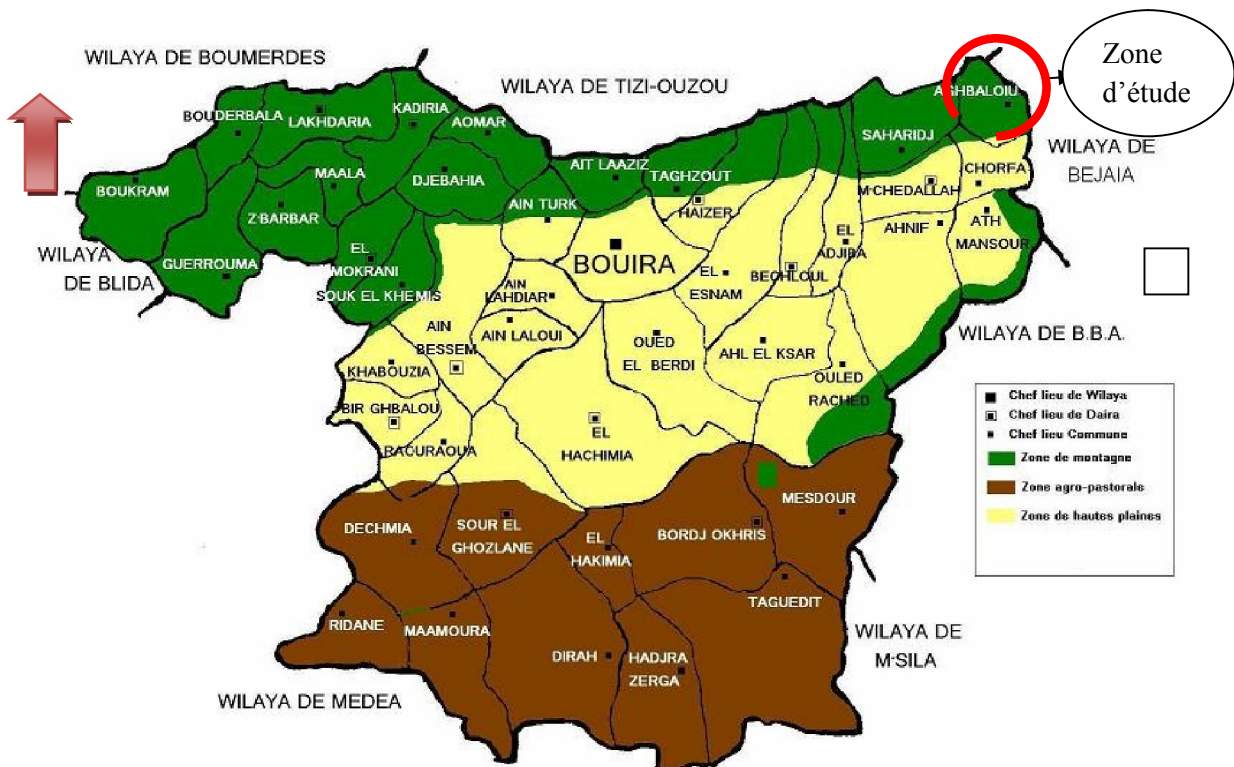 WILAYA DE BOUMERDES
WILAYA DE TIZI-OUZOU
Zone
d'étude
AGHBALOIU
BOUDERBALA
LAKHDARIA
KADIRIA
AOMAR
SAHARIDJ
WILAYA DE
BEJAIA
BOUKRAM
MAALA
DJEBAHIA
AIT LAAZIZ
TAGHZOUT
M'CHEDALLAH
CHORFA
Z'BARBAR
AIN TURK
HAIZER
AHNIF
ATH
MANSOUR
EL
ADJIBA
WILAYA
DE BLIDA
GUERROUMA
EL
MOKRANI
SOUK EL KHEMIS
BOUIRA
EL
ESNAM
BECHLOUL
AIN
LAHDIAR
AIN
BESSEM
AIN LALOUI
OUED
EL BERDI
AHL EL KSAR
OULED
RACHED
WILAYA DE B.B.A.
KHABOUZIA
BIR GHBALOU
RAOURAOUA
EL
HACHIMIA
Chef lieu de Wilaya
Chef lieu de Daira
Chef lieu Commune
Zone de montagne
Zone agro-pastorale
Zone de hautes plaines
DECHMIA
SOUR EL
GHOZLANE
EL
HAKIMIA
BORDJ OKHRIS
MESDOUR
TAGUEDIT
RIDANE
MAAMOURA
DIRAH
HADJRA
ZERGA
WILAYA DE
M'SILA
WILAYA DE MEDEA